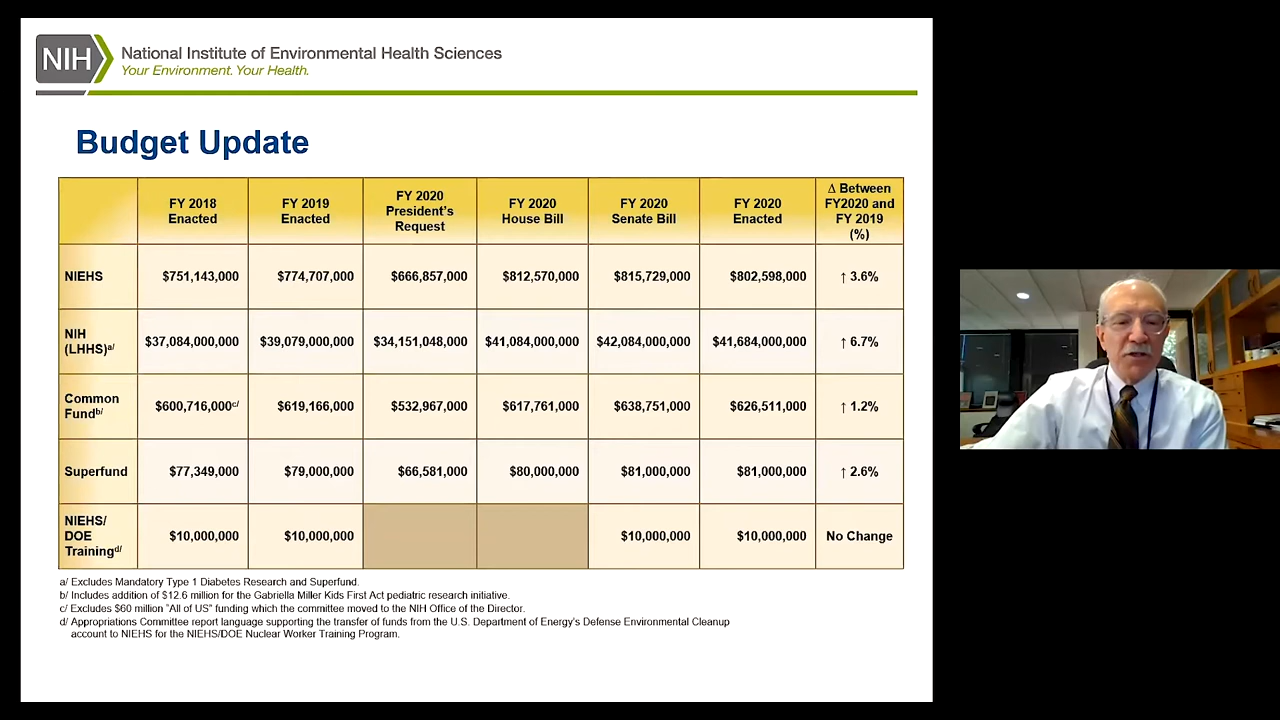 NIH National Institute of Environmental Health Sciences
Your Environment. Your Health.
Budget Update
FY 2018 Enacted
FY 2019 Enacted
FY 2020 President's Request
FY 2020 House Bill
FY 2020 Senate Bill
FY 2020 Enacted
Δ Between FY2020 and FY 2019 (%)
NIEHS $751,143,000 $774,707,000 $666,857,000 $812,570,000 $815,729,000 $802,598,000 ↑ 3.6%
NIH (LHHS)a/ $37,084,000,000 $39,079,000,000 $34,151,048,000 $41,084,000,000 $42,084,000,000 $41,684,000,000 ↑ 6.7%
Common Fundb/ $600,716,000c/ $619,166,000 $532,967,000 $617,761,000 $638,751,000 $626,511,000 ↑ 1.2%
Superfund $77,349,000 $79,000,000 $66,581,000 $80,000,000 $81,000,000 $81,000,000 ↑ 2.6%
NIEHS/ DOE Trainingd/ $10,000,000 $10,000,000 $10,000,000 $10,000,000 No Change
a/ Excludes Mandatory Type 1 Diabetes Research and Superfund.
b/ Includes addition of $12.6 million for the Gabriella Miller Kids First Act pediatric research initiative.
c/ Excludes $60 million "All of US" funding which the committee moved to the NIH Office of the Director.
d/ Appropriations Committee report language supporting the transfer of funds from the U.S. Department of Energy's Defense Environmental Cleanup
account to NIEHS for the NIEHS/DOE Nuclear Worker Training Program.